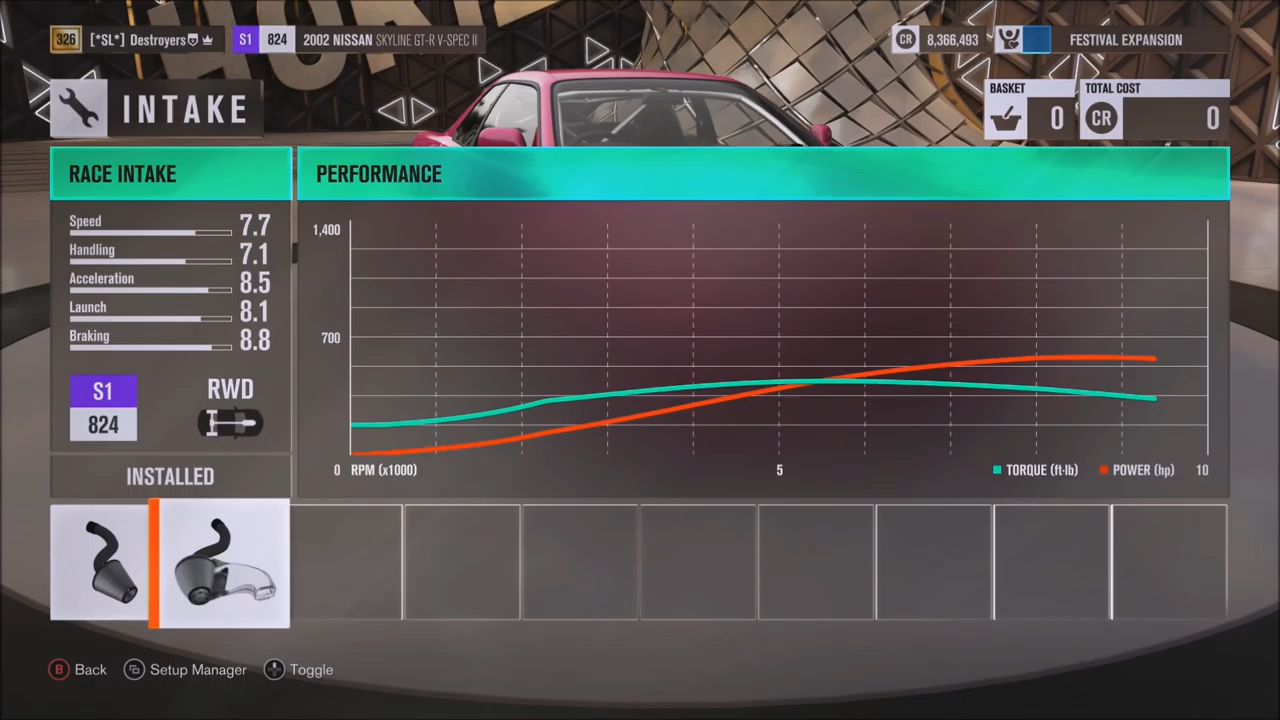 326 [*SL*] Destroyers S1 824 2002 NISSAN SKYLINE GT-R V-SPEC II
CR 8,366,493 FESTIVAL EXPANSION
INTAKE
BASKET 0
TOTAL COST
CR 0
RACE INTAKE
Speed 7.7
Handling 7.1
Acceleration 8.5
Launch 8.1
Braking 8.8
S1 RWD
824
INSTALLED
PERFORMANCE
1,400
700
0 RPM (x1000) 5 TORQUE (ft·lb) POWER (hp) 10
B Back Setup Manager Toggle